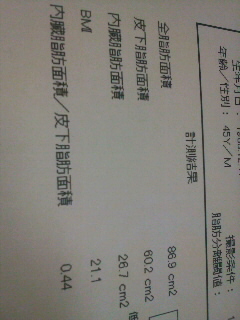 年齢／性別： 45Y／M
撮影条件：
脂肪分離閾値：
計測結果
全脂肪面積 86.9 cm2
皮下脂肪面積 60.2 cm2
内臓脂肪面積 26.7 cm2
BMI 21.1
内臓脂肪面積／皮下脂肪面積 0.44